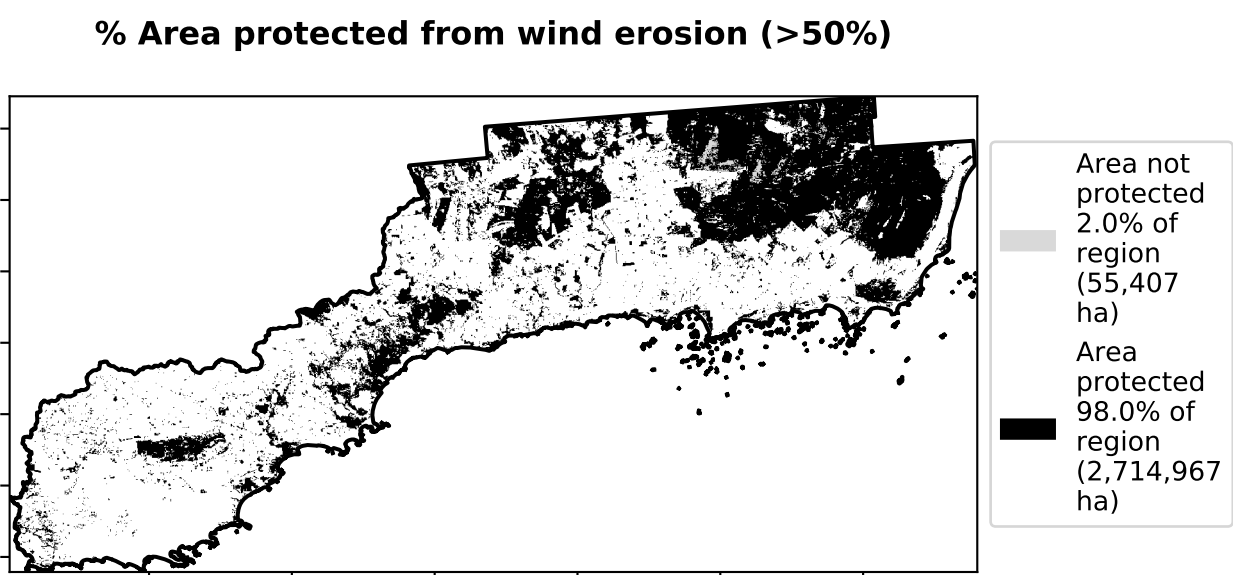 % Area protected from wind erosion (>50%)
Area not
protected
2.0% of
region
(55,407
ha)
Area
protected
98.0% of
region
(2,714,967
ha)